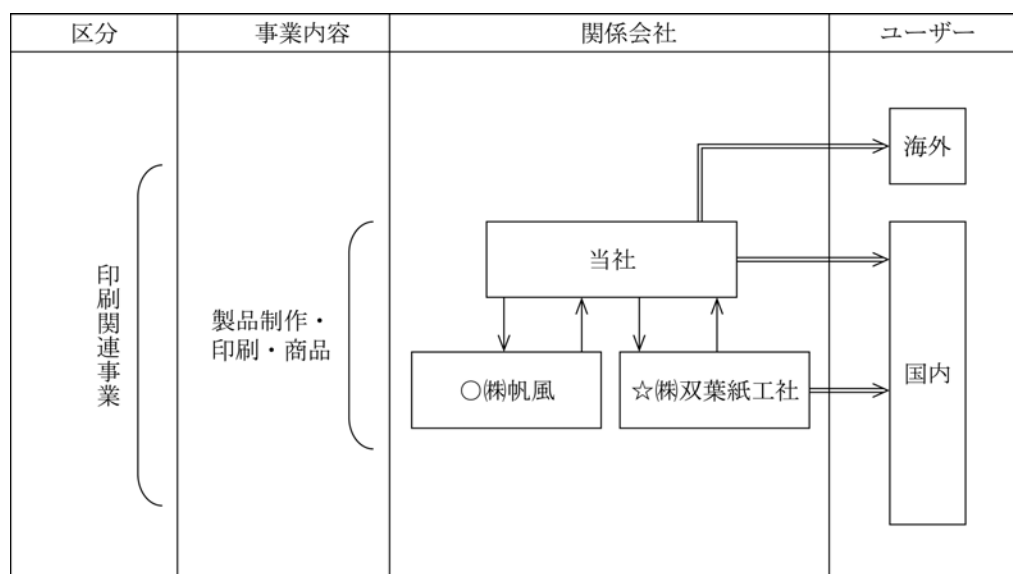 区分 事業内容 関係会社 ユーザー
海外
当社
印刷関連事業
製品制作・
印刷・商品
○㈱帆風
☆㈱双葉紙工社
国内